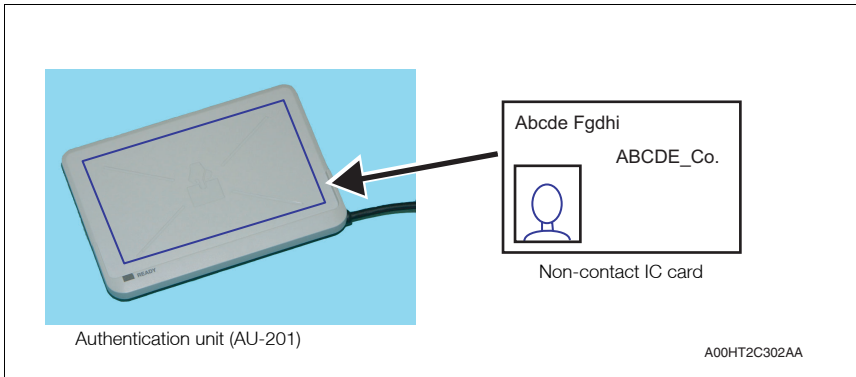 Abcde Fgdhi
ABCDE_Co.
READY
Non-contact IC card
Authentication unit (AU-201)
A00HT2C302AA